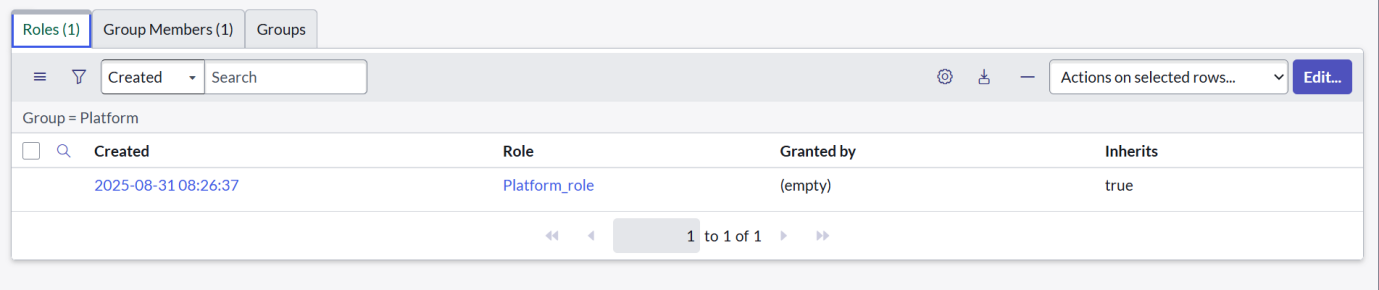 Roles (1) Group Members (1) Groups
Created Search Actions on selected rows... Edit...
Group = Platform
Created Role Granted by Inherits
2025-08-31 08:26:37 Platform_role (empty) true
1 to 1 of 1